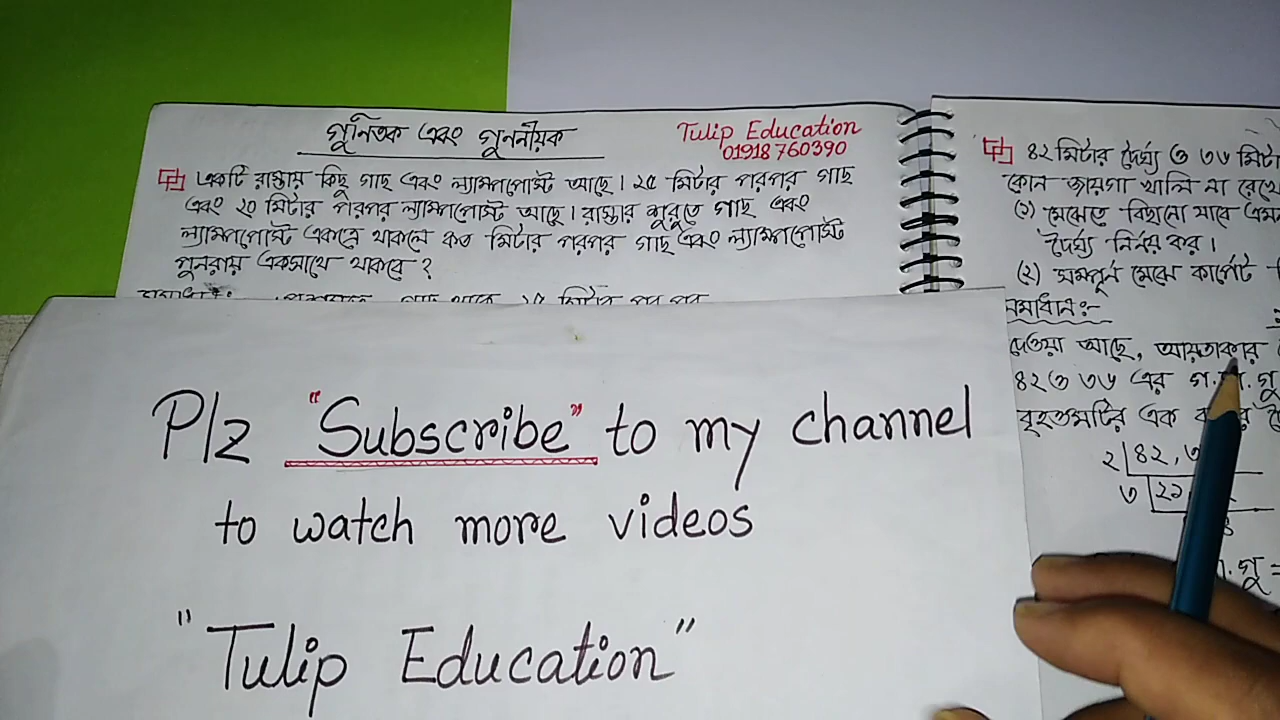 গুণিতক এবং গুণনীয়ক
Tulip Education
01918760390
একটি রাস্তায় কিছু গাছ এবং ল্যাম্পপোস্ট আছে। ২৫ মিটার পরপর গাছ
এবং ২০ মিটার পরপর ল্যাম্পপোস্ট আছে। রাস্তার শুরুতে গাছ এবং
ল্যাম্পপোস্ট একত্রে থাকলে কত মিটার পরপর গাছ এবং ল্যাম্পপোস্ট
পুনরায় একসাথে থাকবে?
৪২ মিটার দৈর্ঘ্য ও ৩৬ মিটা
কোন জায়গা খালি না রেখে
(১) মেঝেতে বিছানো যাবে এমন
দৈর্ঘ্য নির্ণয় কর।
(২) সম্পূর্ন মেঝে কার্পেট
সমাধান:-
দেওয়া আছে, আয়তাকার
৪২ ও ৩৬ এর গ. গু
বৃহত্তমটির এক
২ ৪২, ৩
৩ ২১,
গু =
Plz "Subscribe" to my channel
to watch more videos
"Tulip Education"